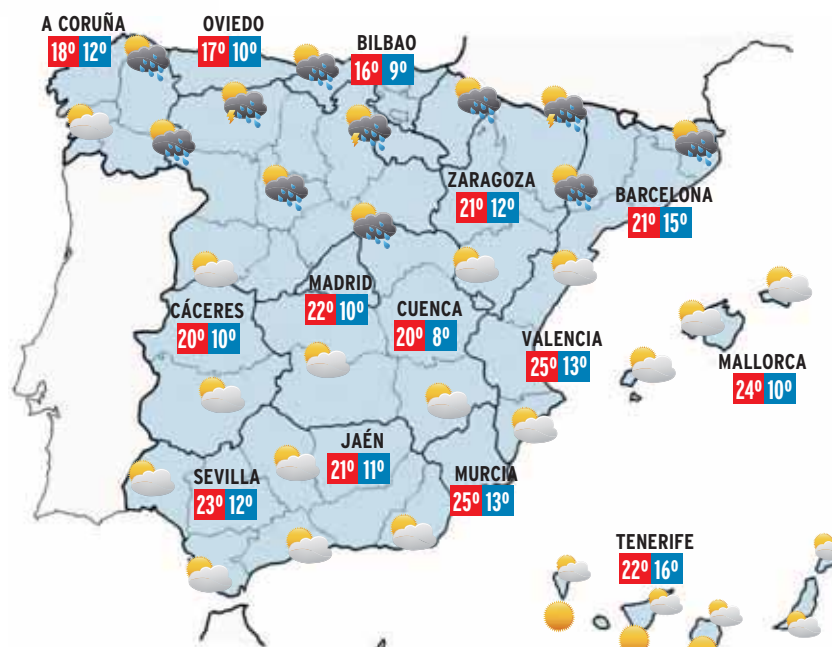 A CORUÑA
18º 12º
OVIEDO
17º 10º
BILBAO
16º 9º
ZARAGOZA
21º 12º
BARCELONA
21º 15º
MADRID
22º 10º
CÁCERES
20º 10º
CUENCA
20º 8º
VALENCIA
25º 13º
MALLORCA
24º 10º
JAÉN
21º 11º
SEVILLA
23º 12º
MURCIA
25º 13º
TENERIFE
22º 16º